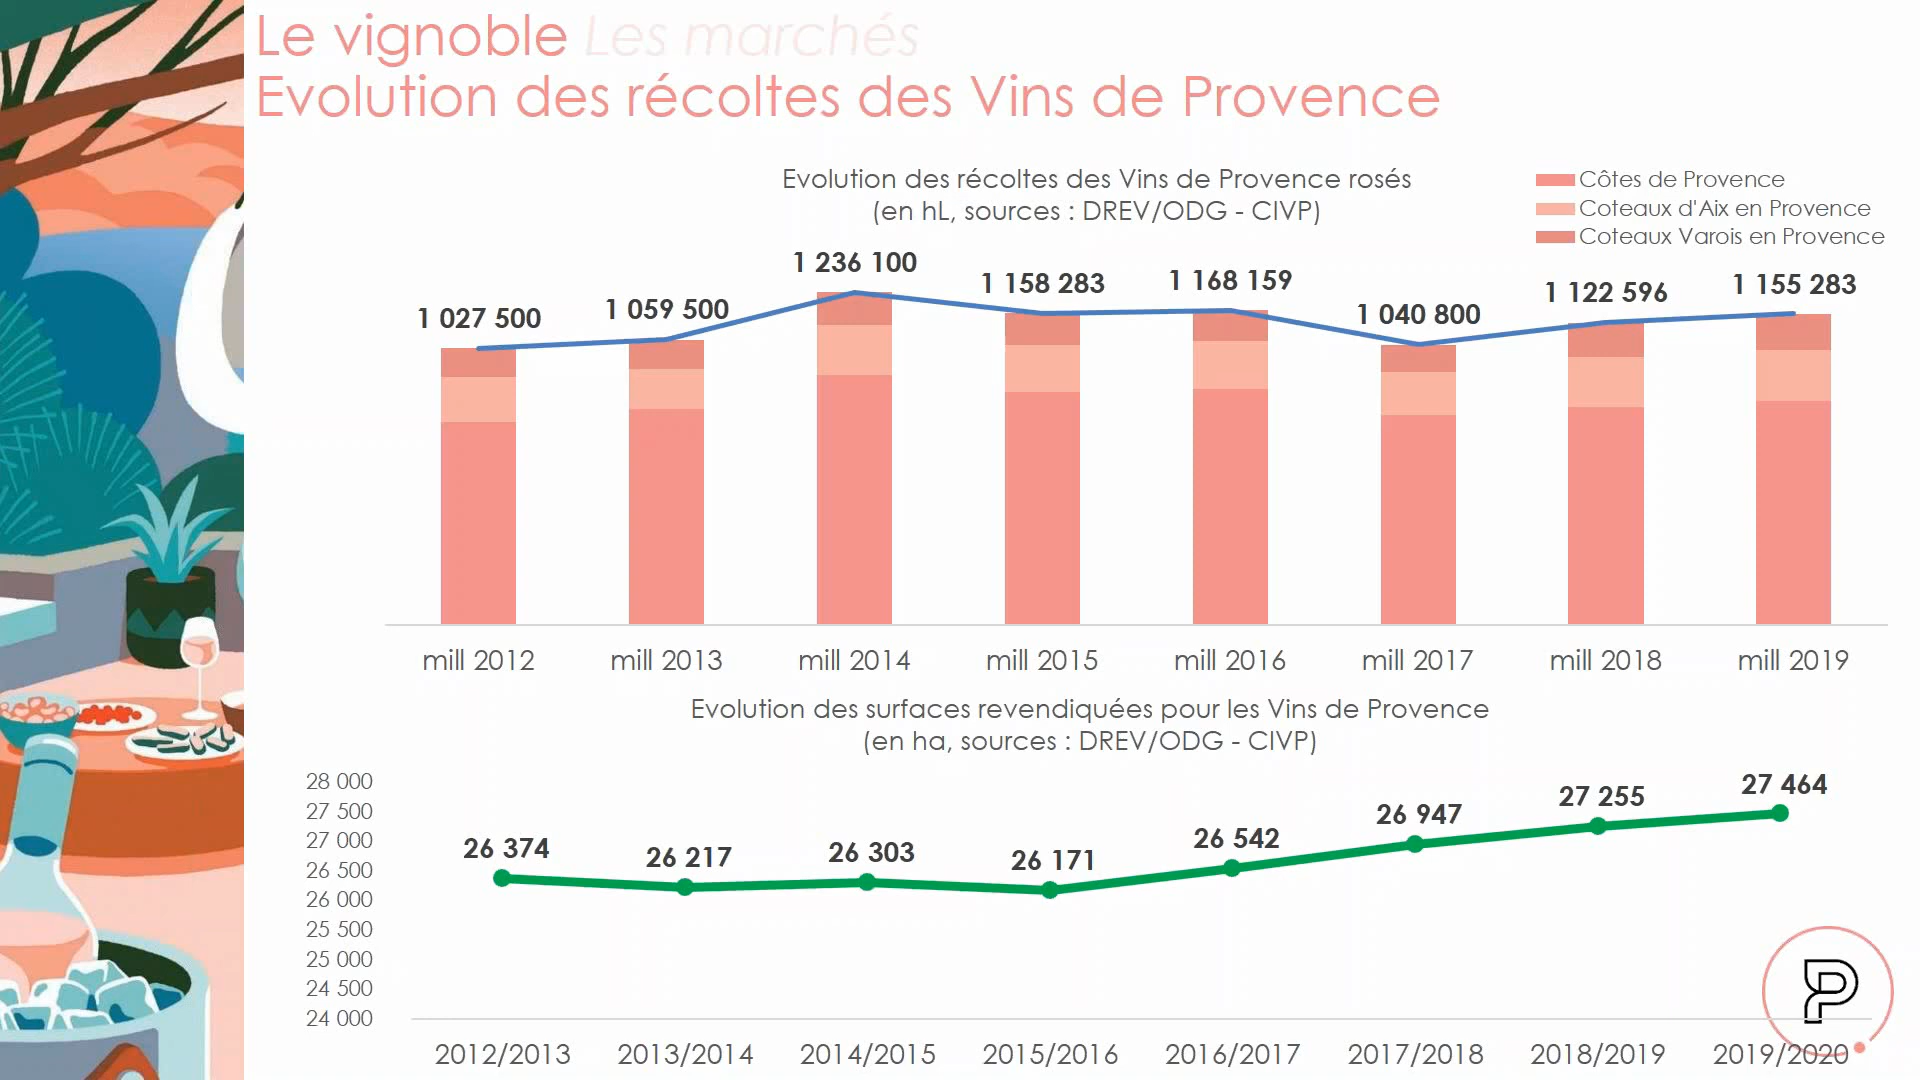 Le vignoble Les marchés
Evolution des récoltes des Vins de Provence
Evolution des récoltes des Vins de Provence rosés
(en hL, sources : DREV/ODG - CIVP)
Côtes de Provence
Coteaux d'Aix en Provence
Coteaux Varois en Provence
1 027 500
1 059 500
1 236 100
1 158 283
1 168 159
1 040 800
1 122 596
1 155 283
mill 2012
mill 2013
mill 2014
mill 2015
mill 2016
mill 2017
mill 2018
mill 2019
Evolution des surfaces revendiquées pour les Vins de Provence
(en ha, sources : DREV/ODG - CIVP)
28 000
27 500
27 000
26 500
26 000
25 500
25 000
24 500
24 000
26 374
26 217
26 303
26 171
26 542
26 947
27 255
27 464
2012/2013
2013/2014
2014/2015
2015/2016
2016/2017
2017/2018
2018/2019
2019/2020
P